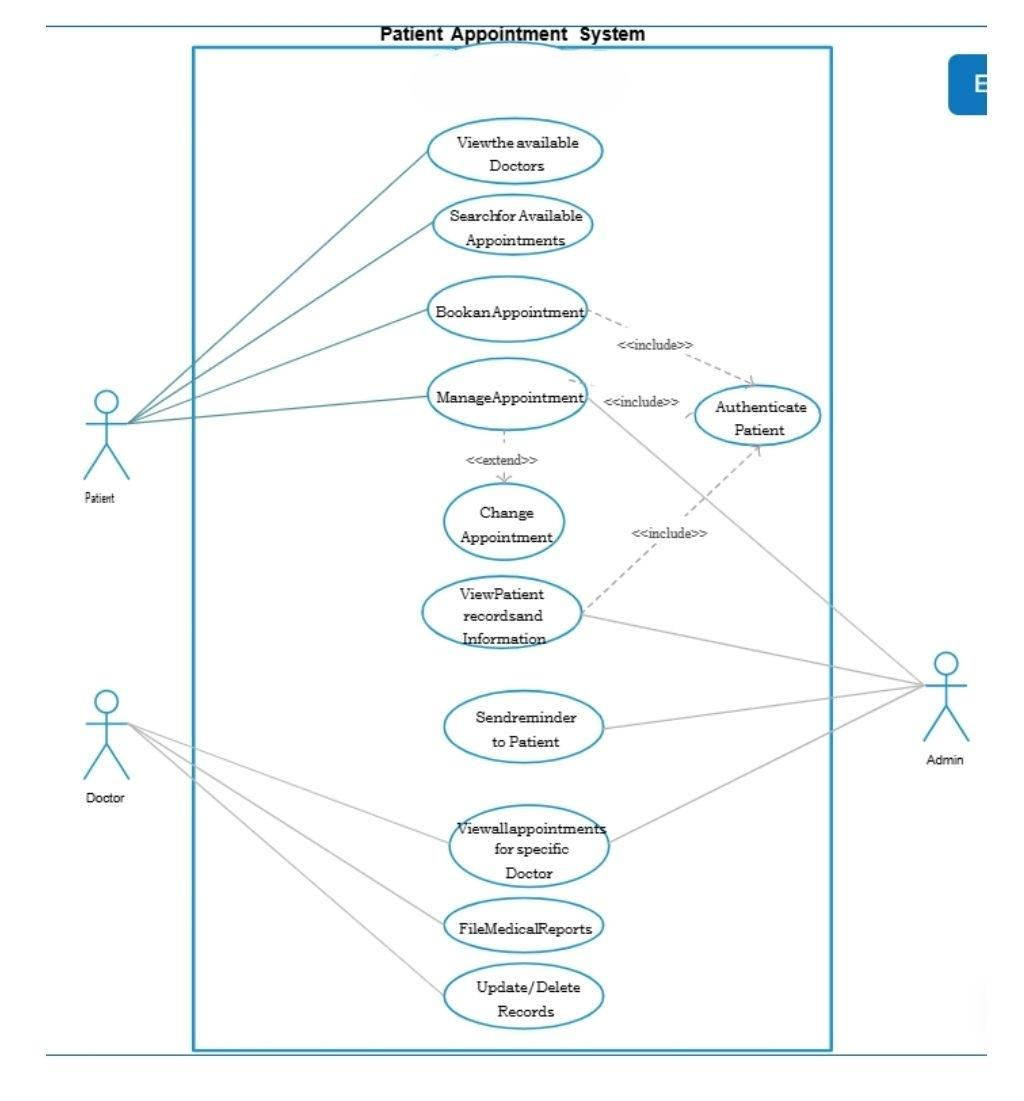 Patient Appointment System
E
Viewthe available
Doctors
Searchfor Available
Appointments
BookanAppointment
<<include>>
ManageAppointment
<<include>>
Authenticate
Patient
<<extend>>
Patient
Change
Appointment
<<include>>
ViewPatient
recordsand
Information
Sendreminder
to Patient
Admin
Doctor
Viewallappointments
for specific
Doctor
FileMedicalReports
Update/Delete
Records